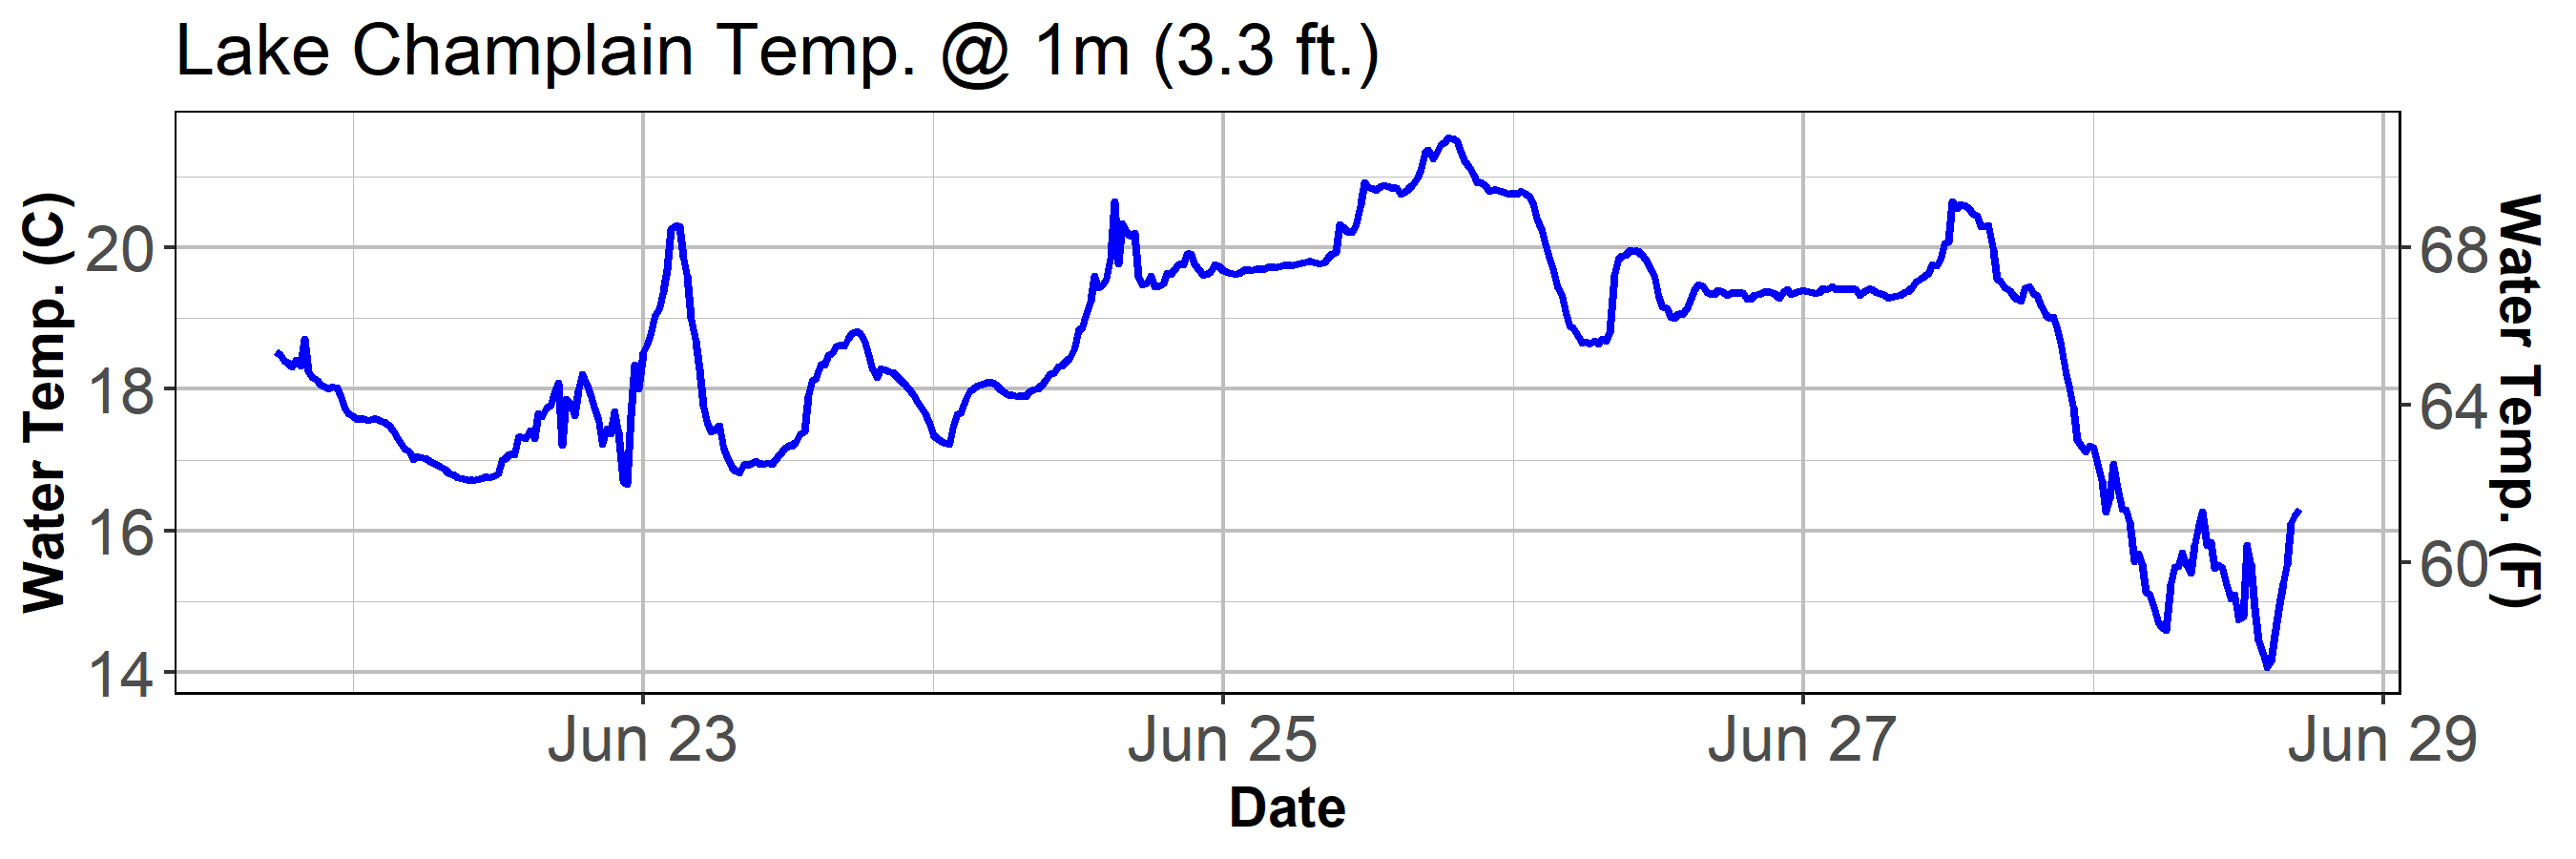 Lake Champlain Temp. @ 1m (3.3 ft.)
Water Temp. (C)
20
18
16
14
68
64
60
Water Temp. (F)
Jun 23
Jun 25
Jun 27
Jun 29
Date